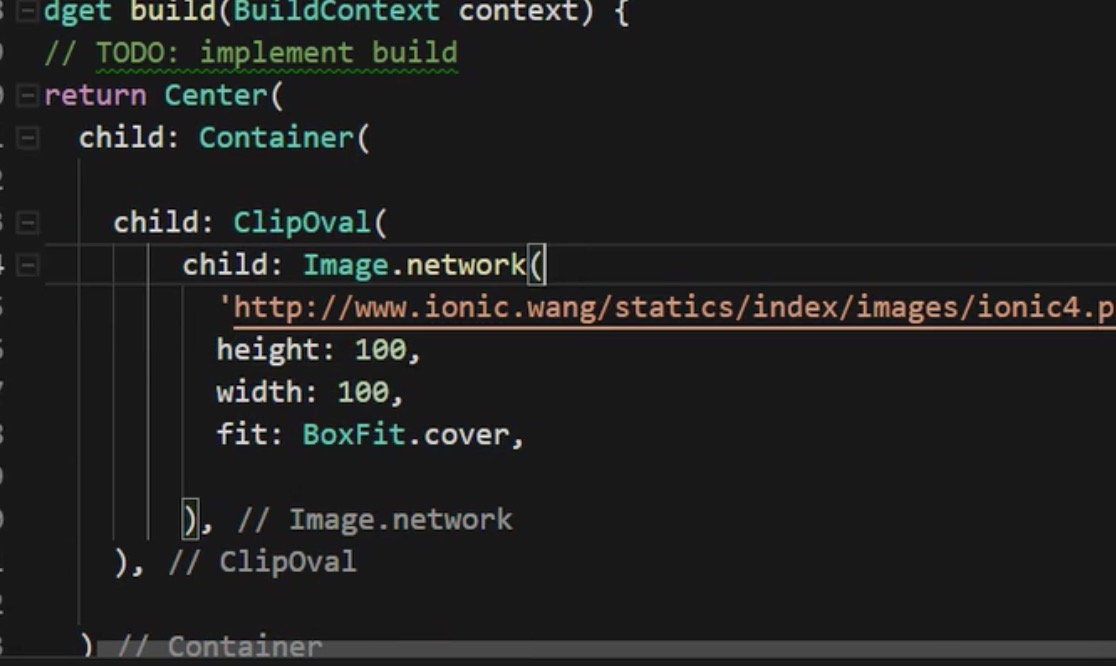 dget build(BuildContext context) {
// TODO: implement build
return Center(
child: Container(
child: ClipOval(
child: Image.network(
'http://www.ionic.wang/statics/index/images/ionic4.p
height: 100,
width: 100,
fit: BoxFit.cover,
), // Image.network
), // ClipOval
) // Container